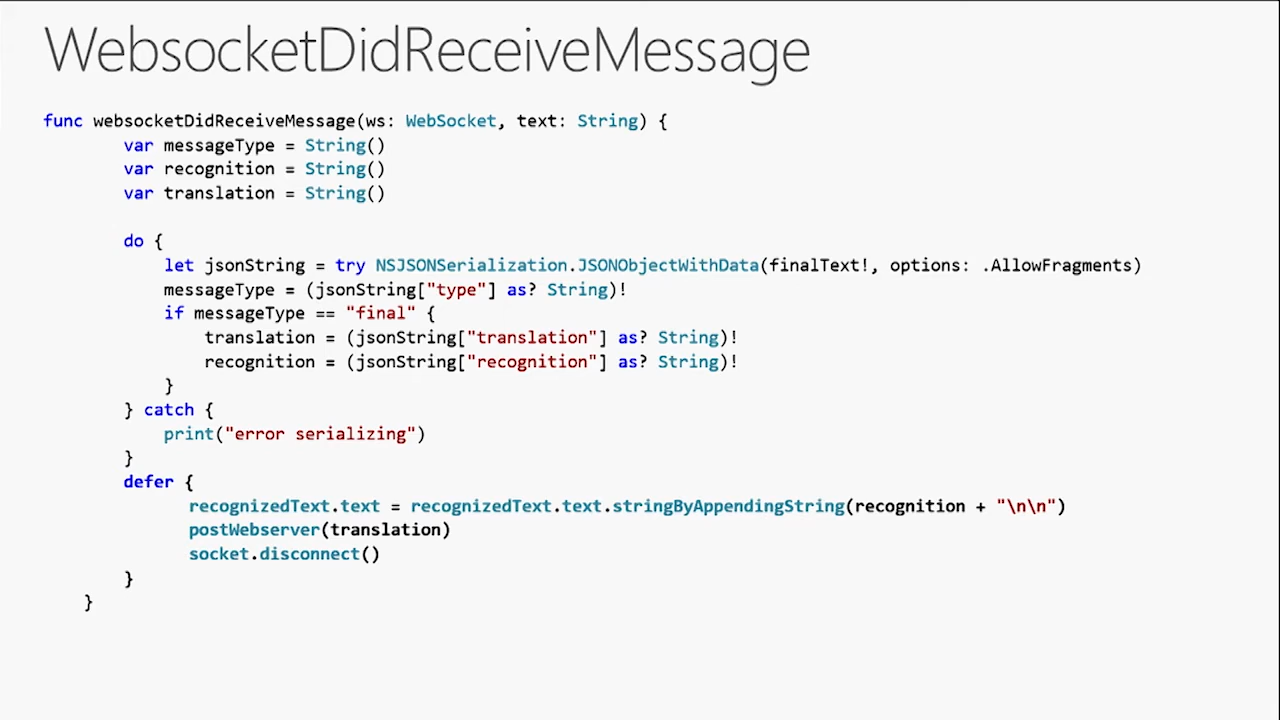 WebsocketDidReceiveMessage
func websocketDidReceiveMessage(ws: WebSocket, text: String) {
var messageType = String()
var recognition = String()
var translation = String()
do {
let jsonString = try NSJSONSerialization.JSONObjectWithData(finalText!, options: .AllowFragments)
messageType = (jsonString["type"] as? String)!
if messageType == "final" {
translation = (jsonString["translation"] as? String)!
recognition = (jsonString["recognition"] as? String)!
}
} catch {
print("error serializing")
}
defer {
recognizedText.text = recognizedText.text.stringByAppendingString(recognition + "\n\n")
postWebserver(translation)
socket.disconnect()
}
}